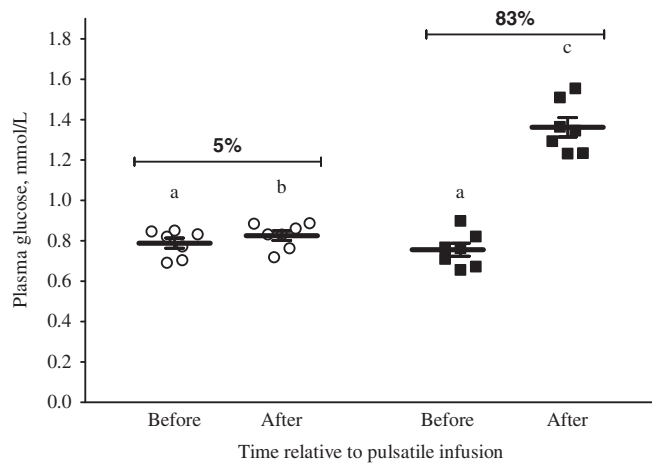 83%
1.8
c
1.6
1.4
5%
1.2
a
b
a
1.0
0.8
0.6
0.4
0.2
0.0
Plasma glucose, mmol/L
Before After Before After
Time relative to pulsatile infusion